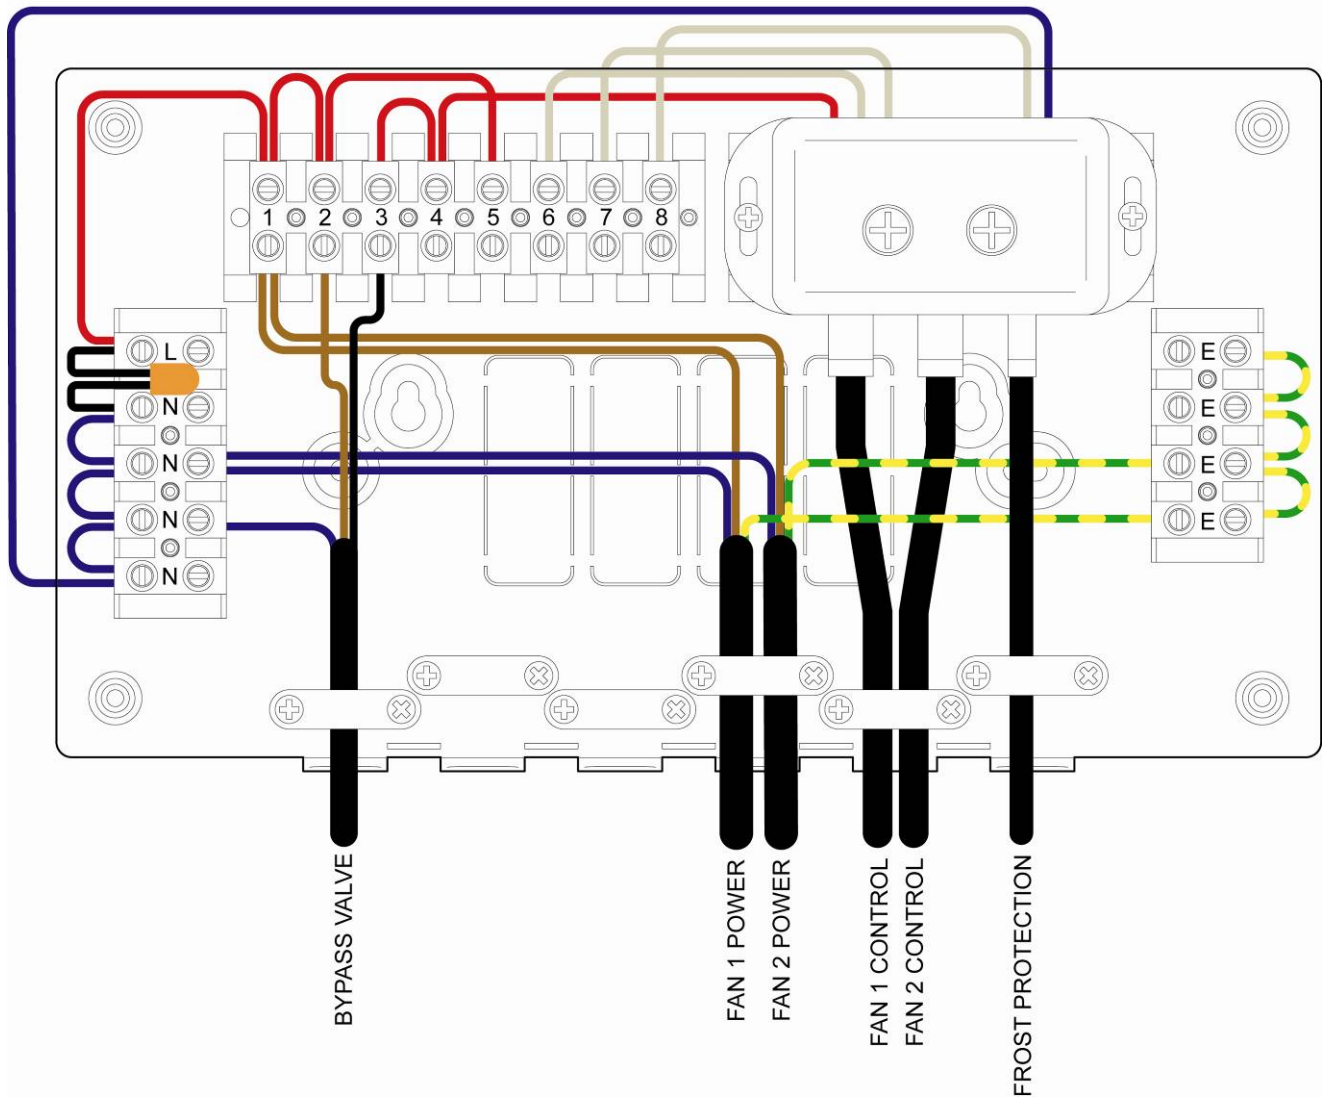 1 2 3 4 5 6 7 8
L
N
N
N
N
E
E
E
E
BYPASS VALVE
FAN 1 POWER
FAN 2 POWER
FAN 1 CONTROL
FAN 2 CONTROL
FROST PROTECTION